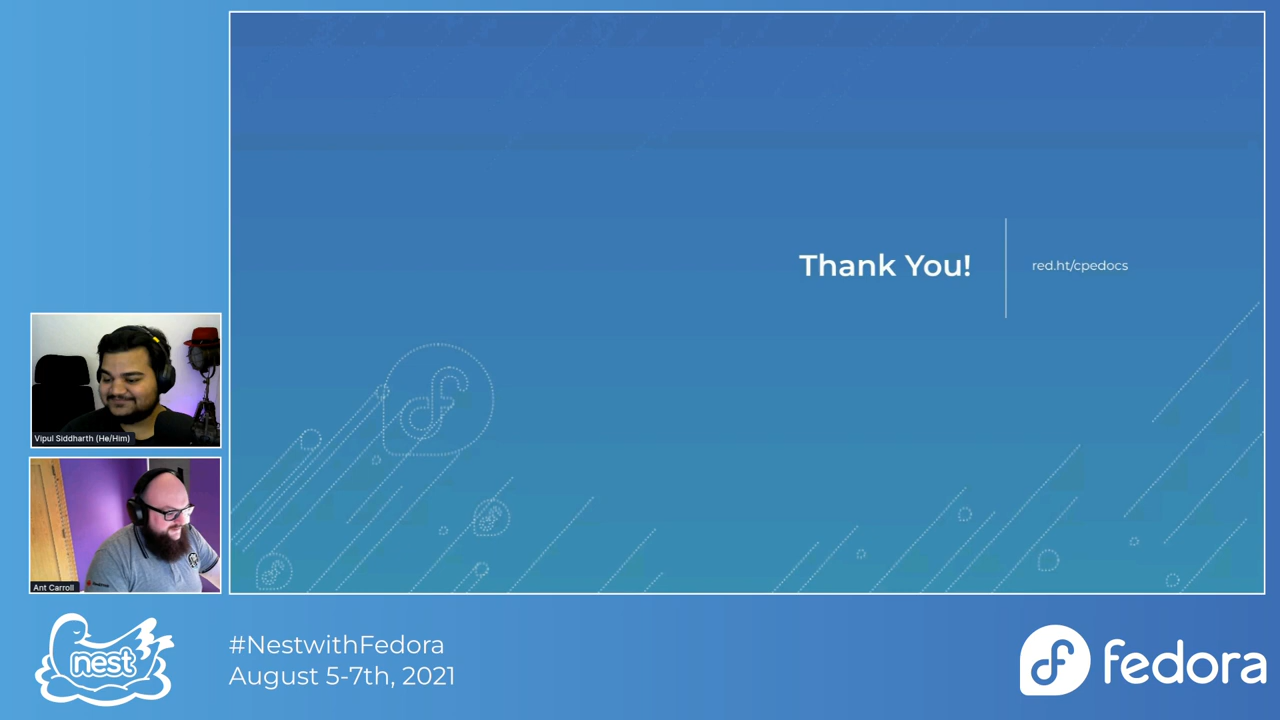 Thank You!
red.ht/cpedocs
Vipul Siddharth (He/Him)
Ant Carroll
nest
#NestwithFedora
August 5-7th, 2021
fedora